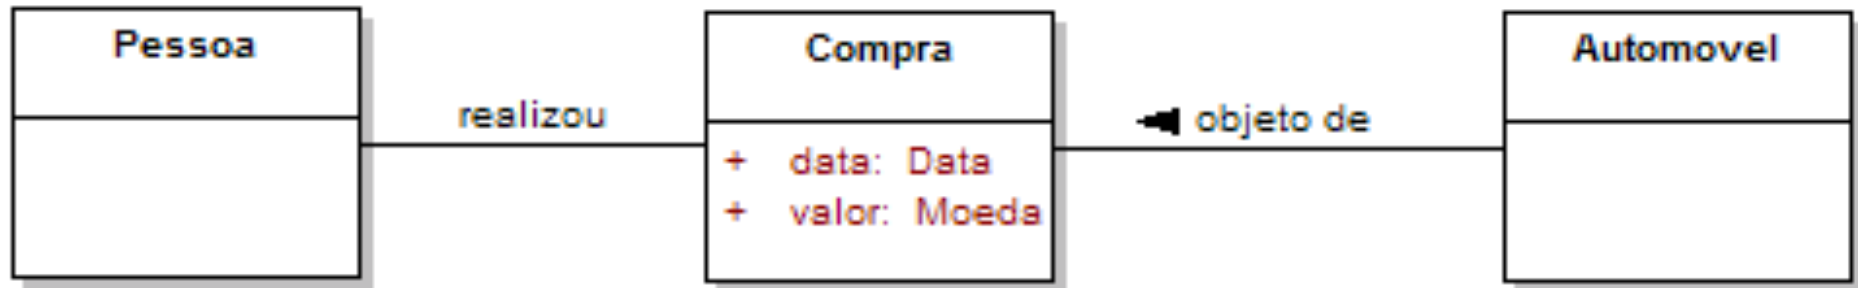 Pessoa
realizou
Compra
+ data: Data
+ valor: Moeda
objeto de
Automovel